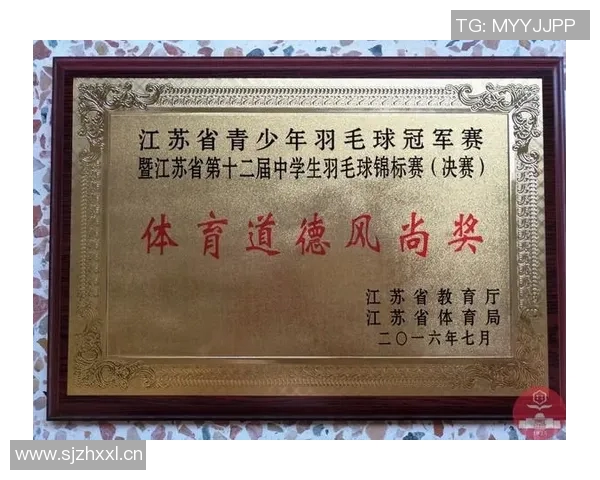 TG: MYYJJPP
江苏省青少年羽毛球冠军赛
暨江苏省第十二届中学生羽毛球锦标赛（决赛）
体育道德风尚奖
江苏省教育厅
江苏省体育局
二〇一六年七月
www.sjzhxxl.cn